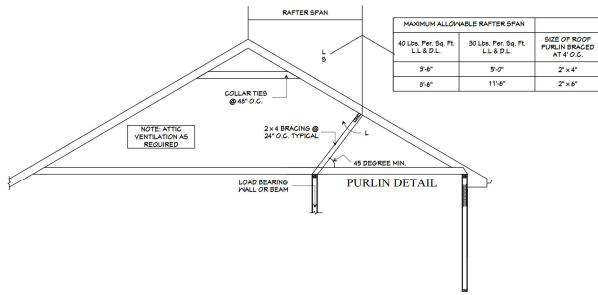 RAFTER SPAN
MAXIMUM ALLOWABLE RAFTER SPAN
40 Lbs. Per. Sq. Ft.
L.L & D.L.
30 Lbs. Per. Sq. Ft.
L.L & D.L.
SIZE OF ROOF
PURLIN BRACED
AT 4' O.C.
9'-6"
5'-0"
2" x 4"
8'-6"
11'-6"
2" x 6"
L
S
COLLAR TIES
@ 48" O.C.
NOTE: ATTIC
VENTILATION AS
REQUIRED
2 x 4 BRACING @
24" O.C. TYPICAL
L
45 DEGREE MIN.
LOAD BEARING
WALL OR BEAM
PURLIN DETAIL